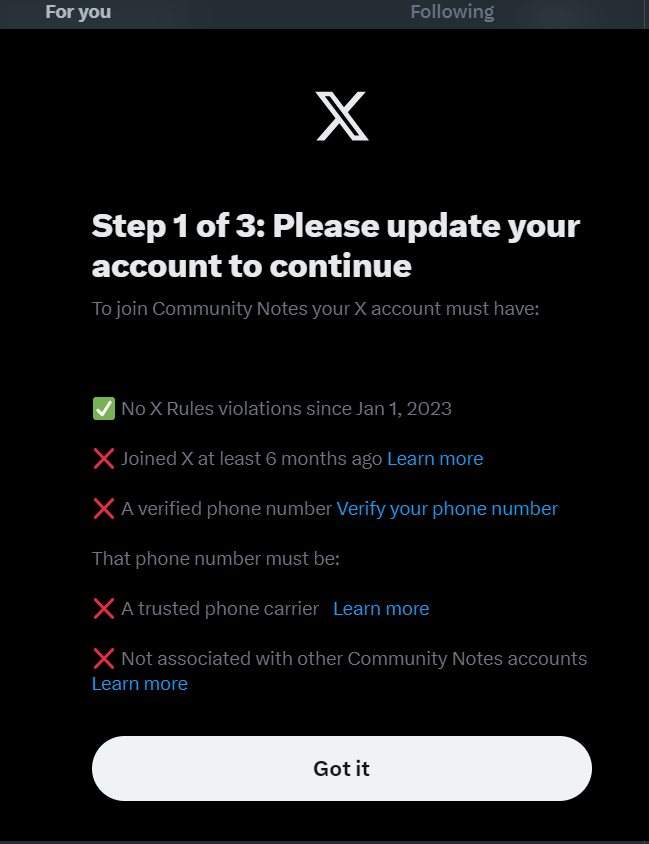 For you
Following
Step 1 of 3: Please update your
account to continue
To join Community Notes your X account must have:
✅ No X Rules violations since Jan 1, 2023
❌ Joined X at least 6 months ago Learn more
❌ A verified phone number Verify your phone number
That phone number must be:
❌ A trusted phone carrier Learn more
❌ Not associated with other Community Notes accounts
Learn more
Got it